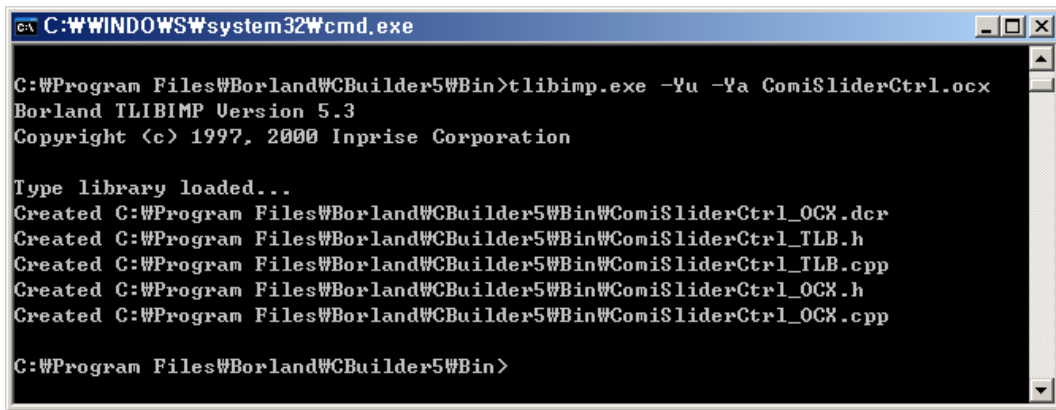 C:₩WINDOWS₩system32₩cmd.exe
C:₩Program Files₩Borland₩CBuilder5₩Bin>tlibimp.exe -Yu -Ya ComiSliderCtrl.ocx
Borland TLIBIMP Version 5.3
Copyright (c) 1997, 2000 Inprise Corporation
Type library loaded...
Created C:₩Program Files₩Borland₩CBuilder5₩Bin₩ComiSliderCtrl_OCX.dcr
Created C:₩Program Files₩Borland₩CBuilder5₩Bin₩ComiSliderCtrl_TLB.h
Created C:₩Program Files₩Borland₩CBuilder5₩Bin₩ComiSliderCtrl_TLB.cpp
Created C:₩Program Files₩Borland₩CBuilder5₩Bin₩ComiSliderCtrl_OCX.h
Created C:₩Program Files₩Borland₩CBuilder5₩Bin₩ComiSliderCtrl_OCX.cpp
C:₩Program Files₩Borland₩CBuilder5₩Bin>